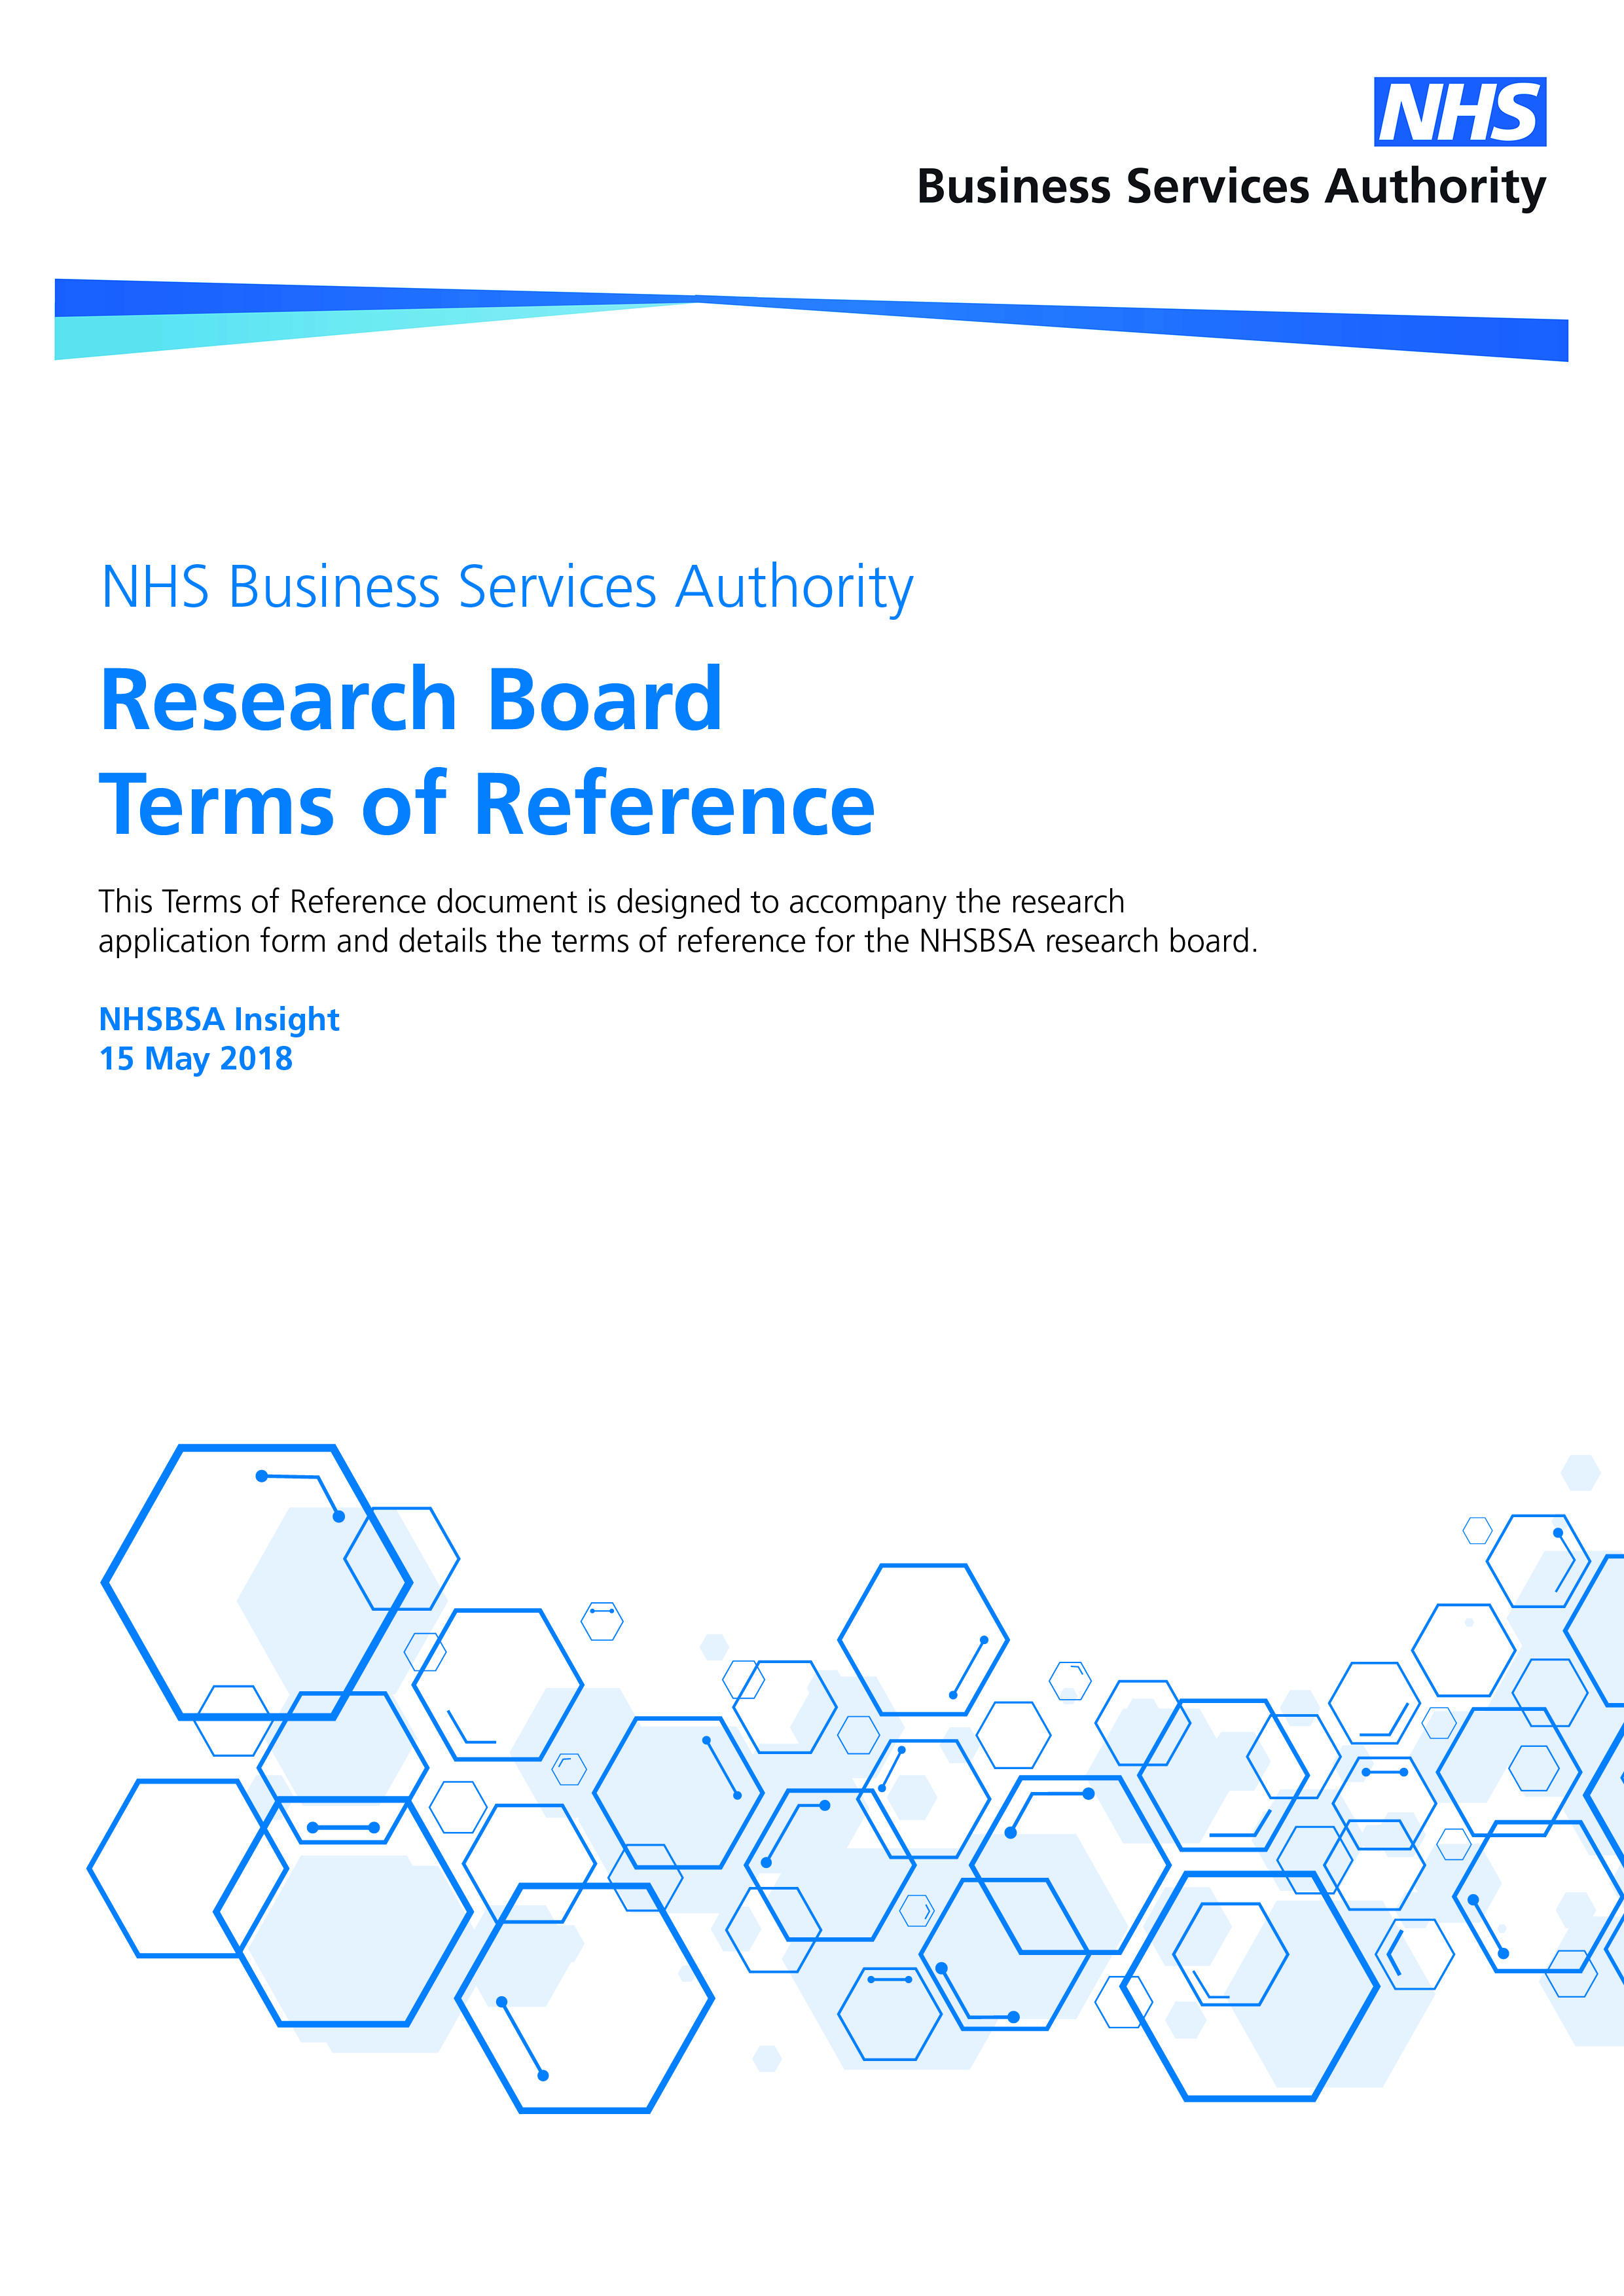 NHS
Business Services Authority
NHS Business Services Authority
Research Board
Terms of Reference
This Terms of Reference document is designed to accompany the research
application form and details the terms of reference for the NHSBSA research board.
NHSBSA Insight
15 May 2018